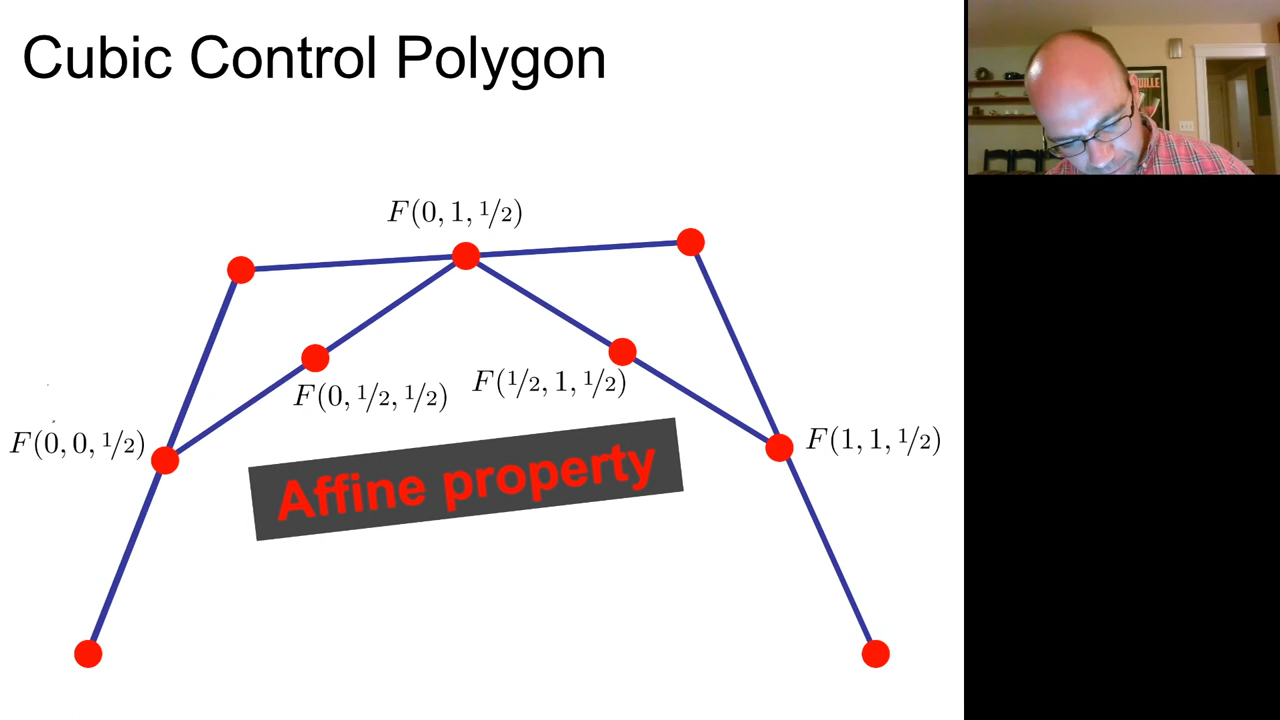 Cubic Control Polygon
UILLE
F(0, 1, 1/2)
F(0, 1/2, 1/2)
F(1/2, 1, 1/2)
F(0, 0, 1/2)
F(1, 1, 1/2)
Affine property